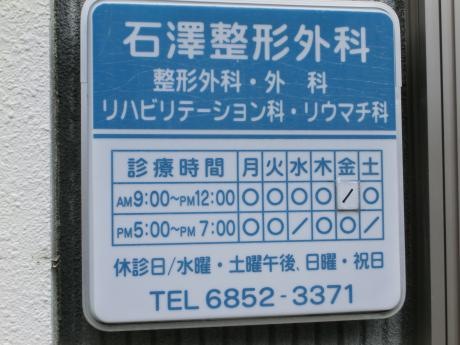 石澤整形外科
整形外科・外 科
リハビリテーション科・リウマチ科
診療時間 月 火 水 木 金 土
AM9:00~PM12:00 ○ ○ ○ ○ / ○
PM5:00~PM 7:00 ○ ○ / ○ ○ /
休診日/水曜・土曜午後、日曜・祝日
TEL 6852-3371